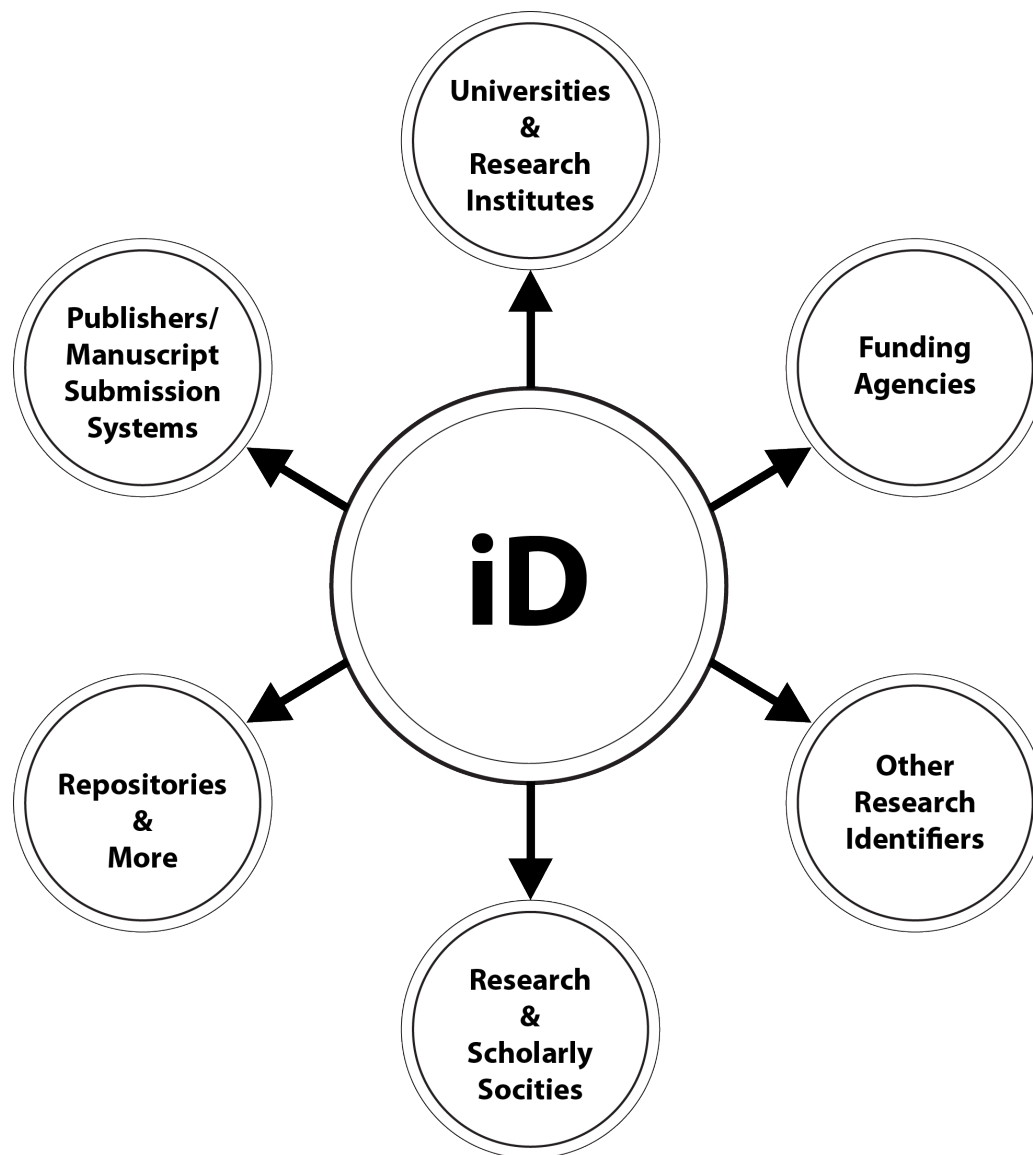 Universities
&
Research
Institutes
Publishers/
Manuscript
Submission
Systems
Funding
Agencies
iD
Repositories
&
More
Other
Research
Identifiers
Research
&
Scholarly
Socities